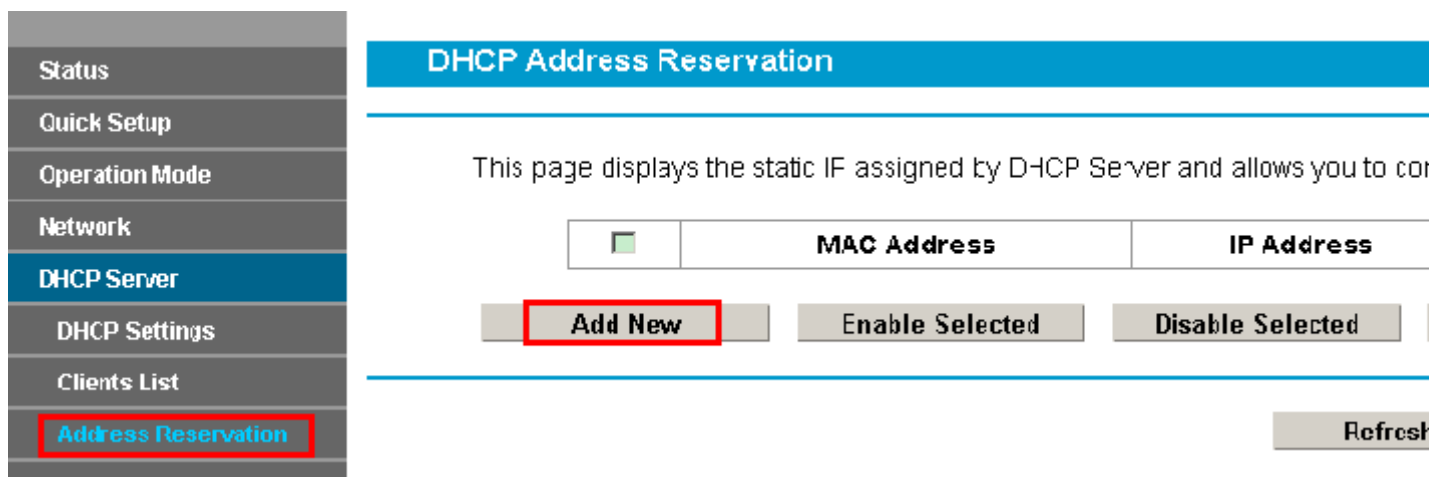 Status
Quick Setup
Operation Mode
Network
DHCP Server
DHCP Settings
Clients List
Address Reservation
DHCP Address Reservation
This page displays the static IP assigned by DHCP Server and allows you to
MAC Address IP Address
Add New Enable Selected Disable Selected
Refresh